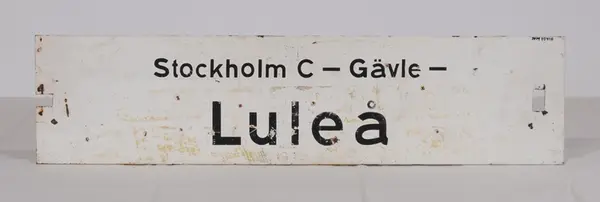 Stockholm C – Gävle –
Luleå